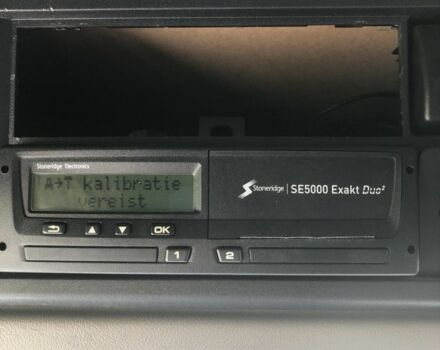 Stoneridge Electronics
A→T kalibratie
vereist
Stoneridge | SE5000 Exakt Duo²
OK
1 2